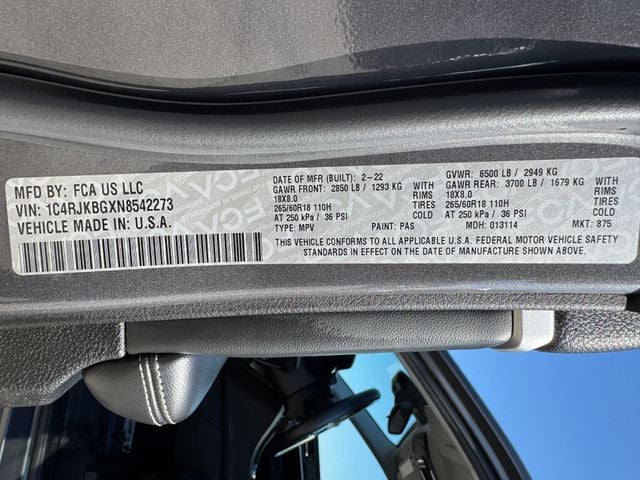 MFD BY: FCA US LLC
VIN: 1C4RJKBGXN8542273
VEHICLE MADE IN: U.S.A.
DATE OF MFR (BUILT): 2-22 GVWR: 6500 LB / 2949 KG
GAWR FRONT: 2850 LB / 1293 KG GAWR REAR: 3700 LB / 1679 KG
18X8.0 RIMS 18X8.0 RIMS
265/60R18 110H TIRES 265/60R18 110H TIRES
AT 250 kPa / 36 PSI AT 250 kPa / 36 PSI
TYPE: MPV PAINT: PAS MDH: 013114 MKT: 875
THIS VEHICLE CONFORMS TO ALL APPLICABLE U.S.A. FEDERAL MOTOR VEHICLE SAFETY
STANDARDS IN EFFECT ON THE DATE OF MANUFACTURE SHOWN ABOVE.